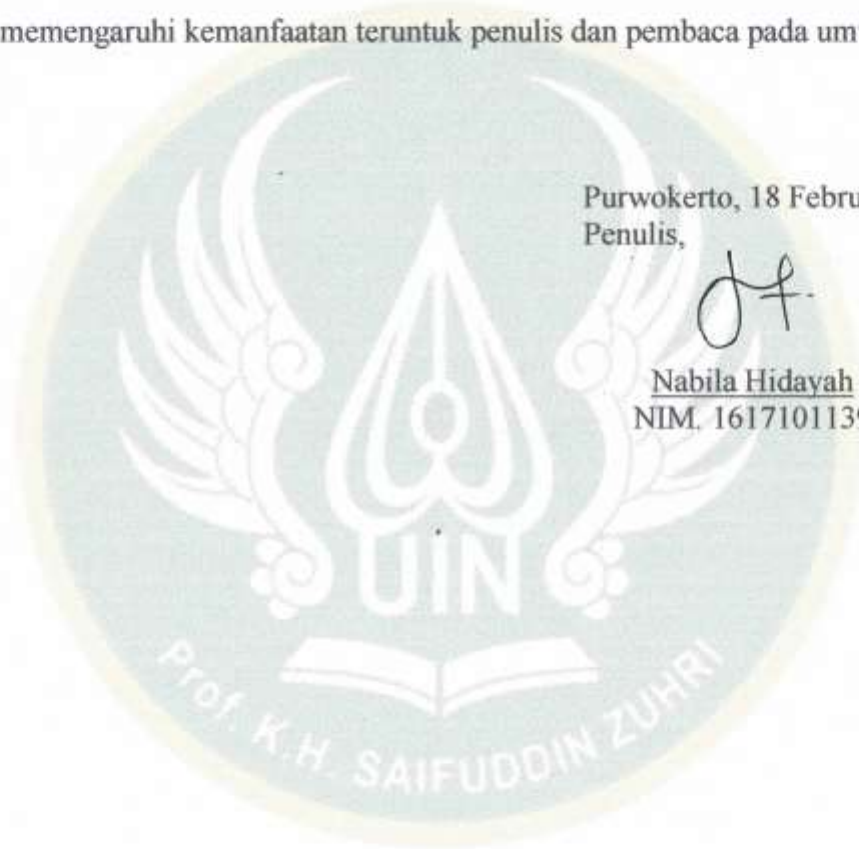 memengaruhi kemanfaatan teruntuk penulis dan pembaca pada um
Purwokerto, 18 Febru
Penulis,
Nabila Hidayah
NIM. 161710113
UIN
Prof. K.H. SAIFUDDIN ZUHRI